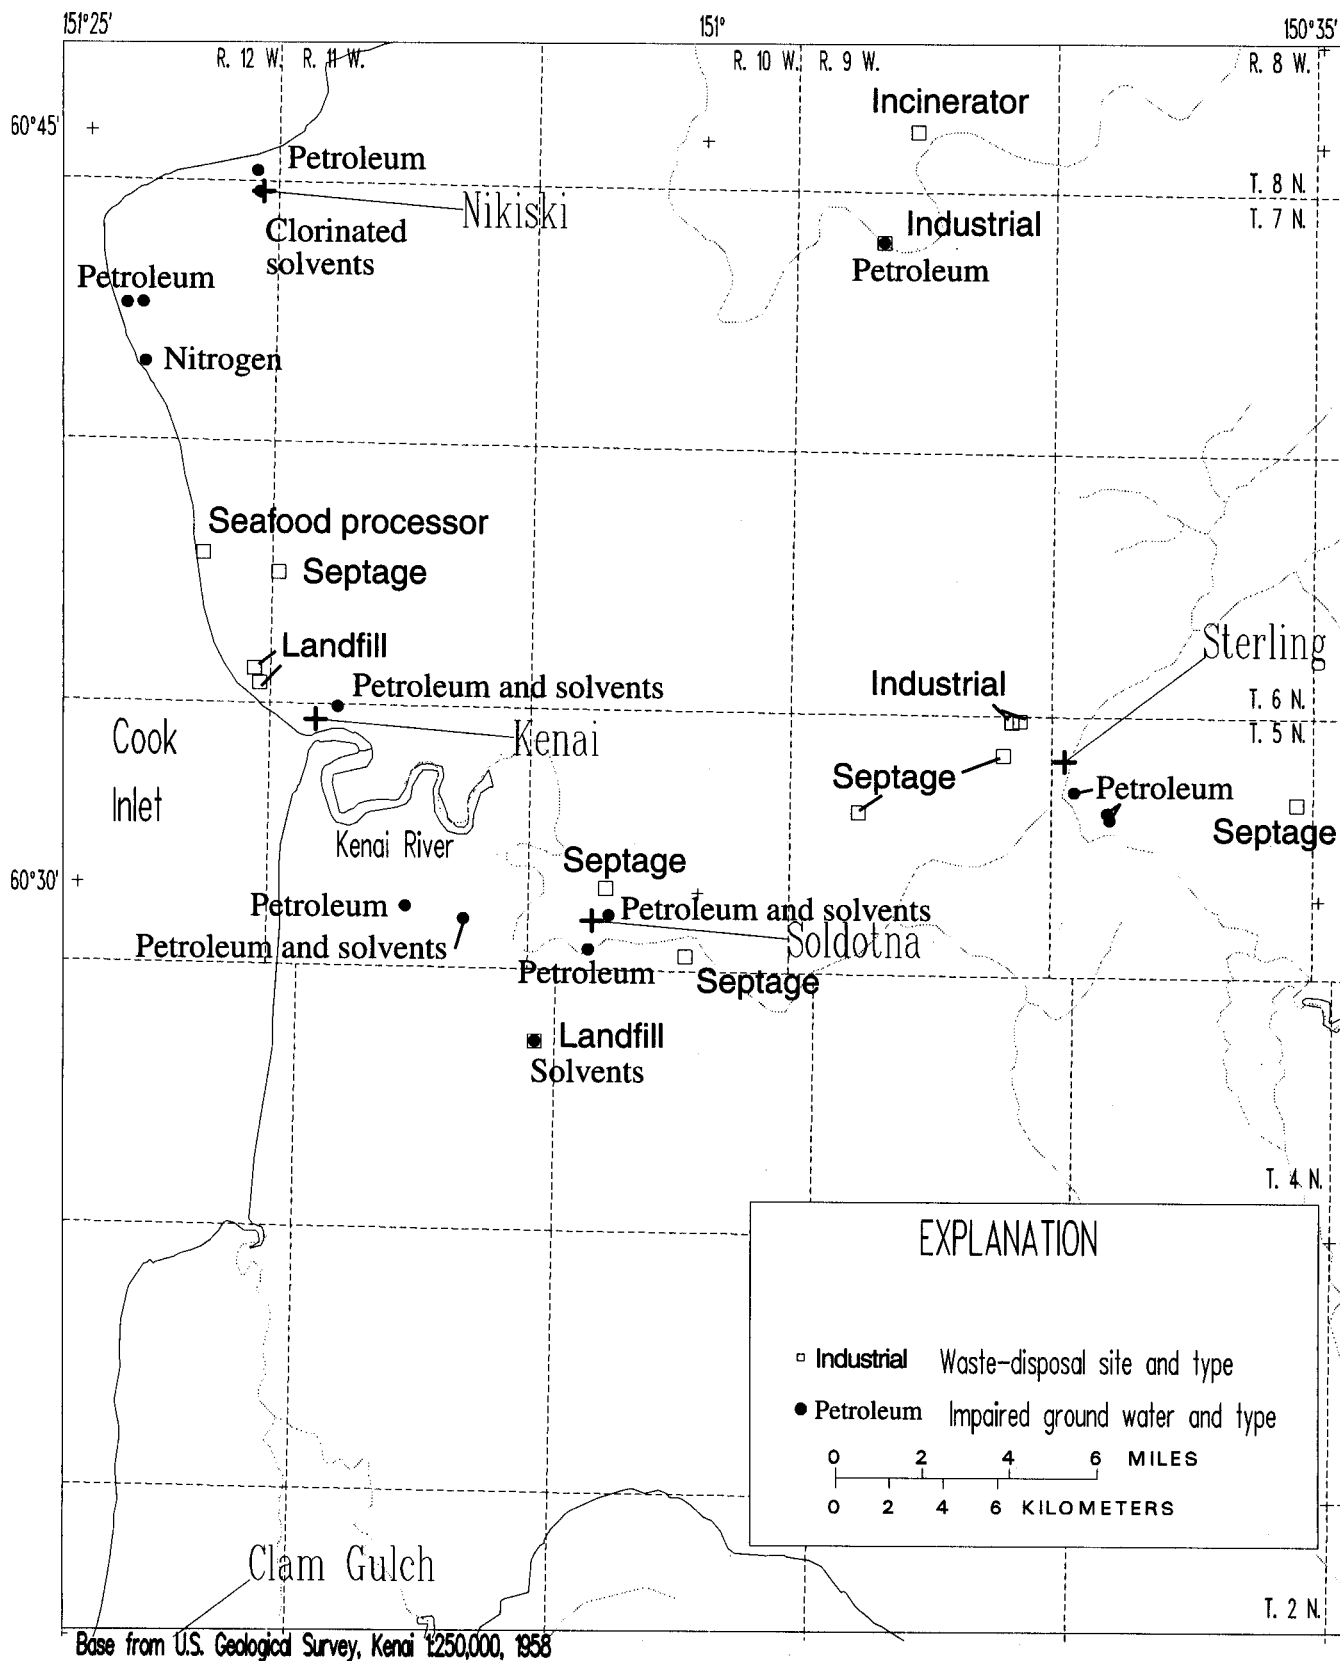 151°25'
151°
150°35'
R. 12 W. R. 11 W.
R. 10 W. R. 9 W.
R. 8 W.
Incinerator
60°45'
Petroleum
T. 8 N.
Nikiski
T. 7 N.
Industrial
Clorinated
solvents
Petroleum
Petroleum
Nitrogen
Seafood processor
Septage
Landfill
Sterling
Petroleum and solvents
Industrial
T. 6 N.
T. 5 N.
Cook
Inlet
Kenai
Septage
Petroleum
Septage
Kenai River
Septage
60°30'
Petroleum
Petroleum and solvents
Petroleum and solvents
Soldotna
Petroleum
Septage
Landfill
Solvents
T. 4 N.
EXPLANATION
Industrial Waste-disposal site and type
Petroleum Impaired ground water and type
0 2 4 6 MILES
0 2 4 6 KILOMETERS
Clam Gulch
T. 2 N.
Base from U.S. Geological Survey, Kenai 1:250,000, 1958